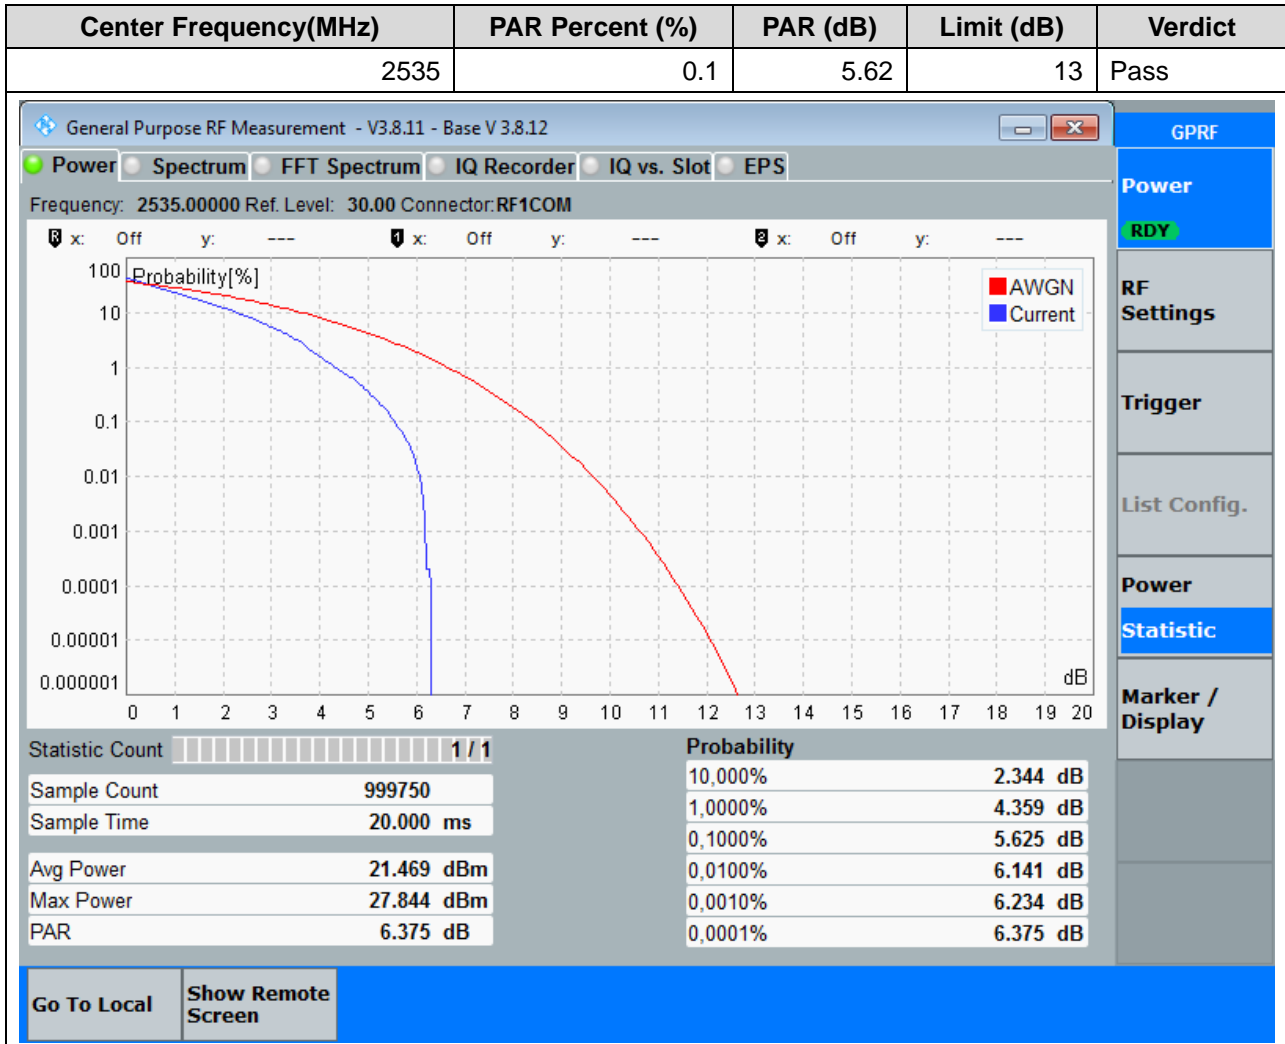 Center Frequency(MHz) PAR Percent (%) PAR (dB) Limit (dB) Verdict
2535 0.1 5.62 13 Pass
General Purpose RF Measurement - V3.8.11 - Base V 3.8.12
GPRF
Power Spectrum FFT Spectrum IQ Recorder IQ vs. Slot EPS
Frequency: 2535.00000 Ref. Level: 30.00 Connector:RF1COM
R x: Off y: --- 1 x: Off y: --- 2 x: Off y: ---
Probability[%]
AWGN
Current
100
10
1
0.1
0.01
0.001
0.0001
0.00001
0.000001
dB
0 1 2 3 4 5 6 7 8 9 10 11 12 13 14 15 16 17 18 19 20
Statistic Count 1 / 1
Sample Count 999750
Sample Time 20.000 ms
Avg Power 21.469 dBm
Max Power 27.844 dBm
PAR 6.375 dB
Probability
10,000% 2.344 dB
1,0000% 4.359 dB
0,1000% 5.625 dB
0,0100% 6.141 dB
0,0010% 6.234 dB
0,0001% 6.375 dB
Power
RDY
RF
Settings
Trigger
List Config.
Power
Statistic
Marker /
Display
Go To Local
Show Remote
Screen